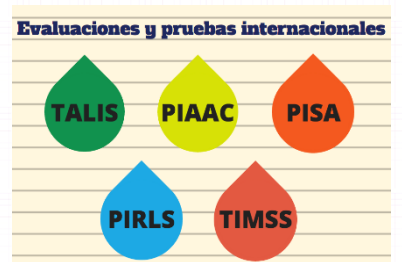 Evaluaciones y pruebas internacionales
TALIS PIAAC PISA
PIRLS TIMSS